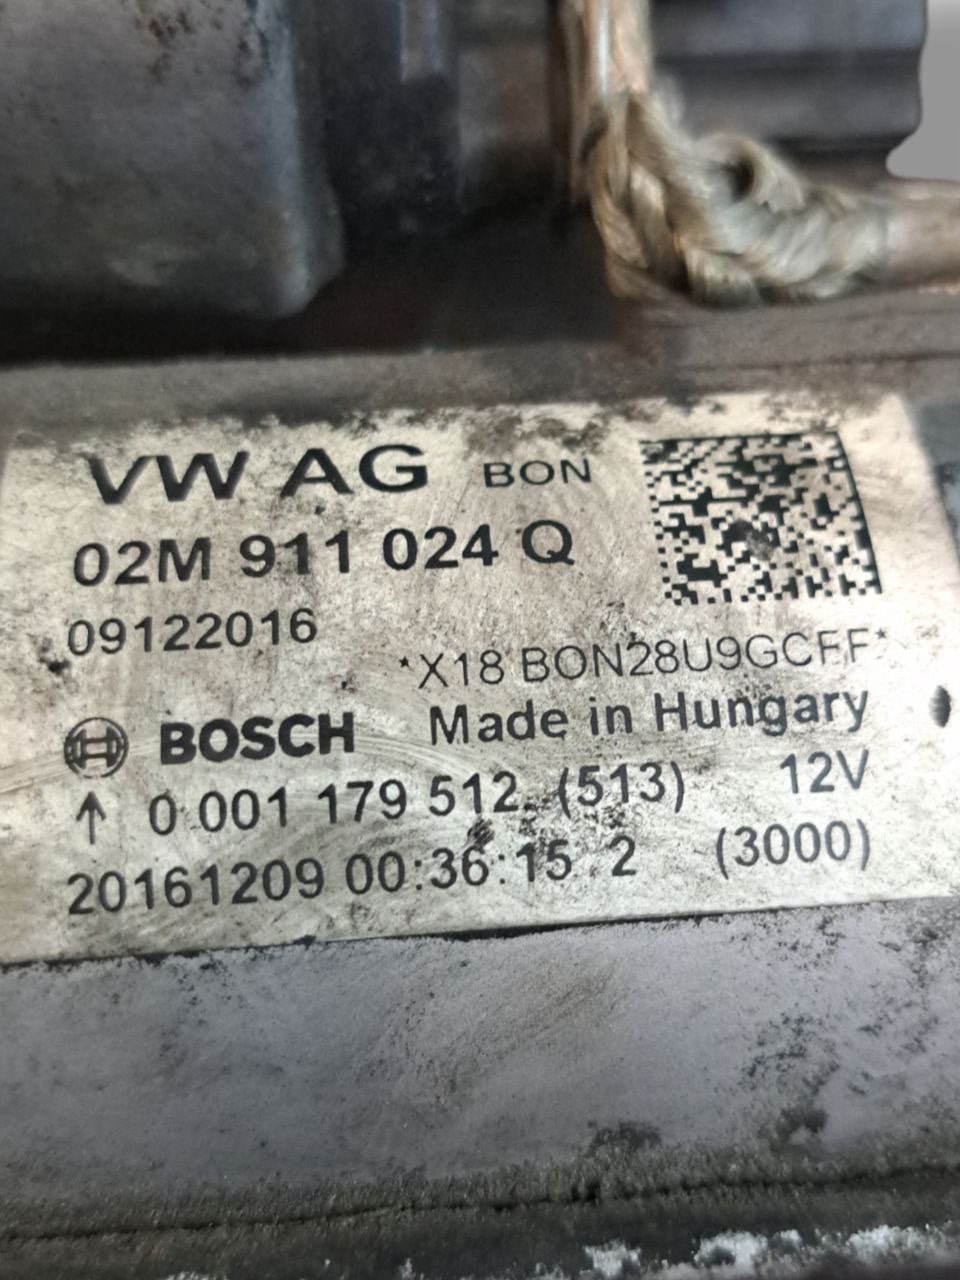 VW AG BON
02M 911 024 Q
09122016
*X18 BON28U9GCFF*
BOSCH Made in Hungary
↑ 0 001 179 512 (513) 12V
20161209 00:36:15 2 (3000)